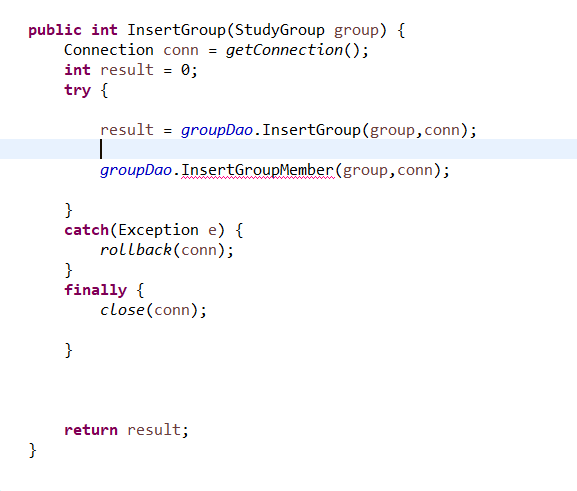 public int InsertGroup(StudyGroup group) {
Connection conn = getConnection();
int result = 0;
try {
result = groupDao.InsertGroup(group,conn);
groupDao.InsertGroupMember(group,conn);
}
catch(Exception e) {
rollback(conn);
}
finally {
close(conn);
}
return result;
}